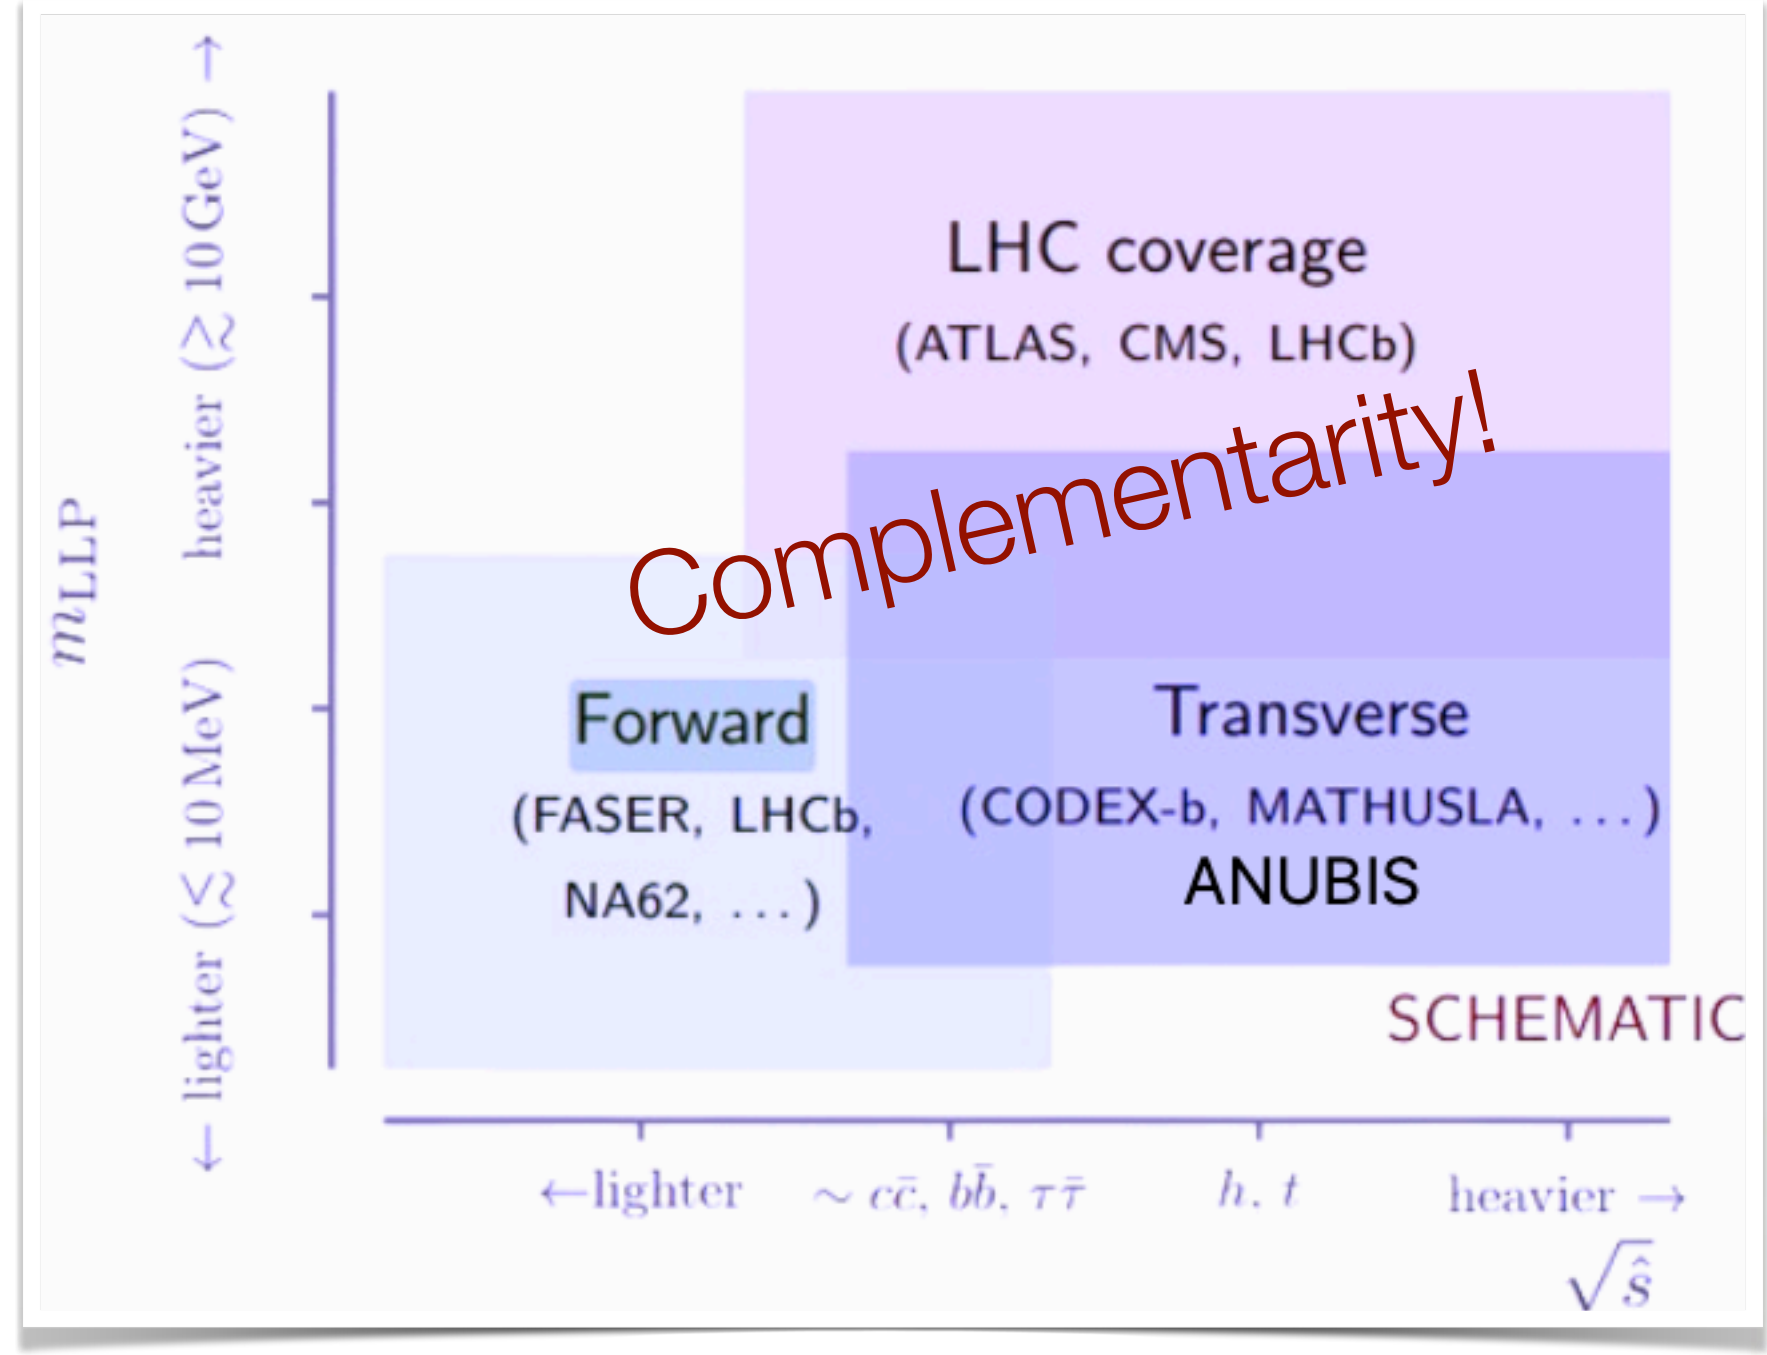 LHC coverage
(ATLAS, CMS, LHCb)
Complementarity!
Forward
(FASER, LHCb,
NA62, ...)
Transverse
(CODEX-b, MATHUSLA, ...)
ANUBIS
SCHEMATIC
m_LLP
← lighter (≲ 10 MeV) heavier (≳ 10 GeV) →
←lighter ~ cc̄, bb̄, ττ̄ h. t heavier →
√ŝ